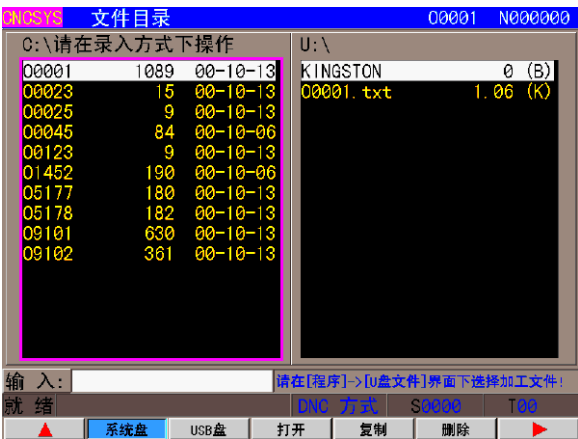 CNCSYS 文件目录 O0001 N000000
C:\请在录入方式下操作
O0001 1089 00-10-13
O0023 15 00-10-13
O0025 9 00-10-13
O0045 84 00-10-06
O0123 9 00-10-13
O1452 190 00-10-06
O5177 180 00-10-13
O5178 182 00-10-13
O9101 630 00-10-13
O9102 361 00-10-13
U:\
KINGSTON 0 (B)
O0001.txt 1.06 (K)
输 入: 请在[程序]->[U盘文件]界面下选择加工文件!
就 绪 DNC 方式 S0000 T00
系统盘 USB盘 打开 复制 删除